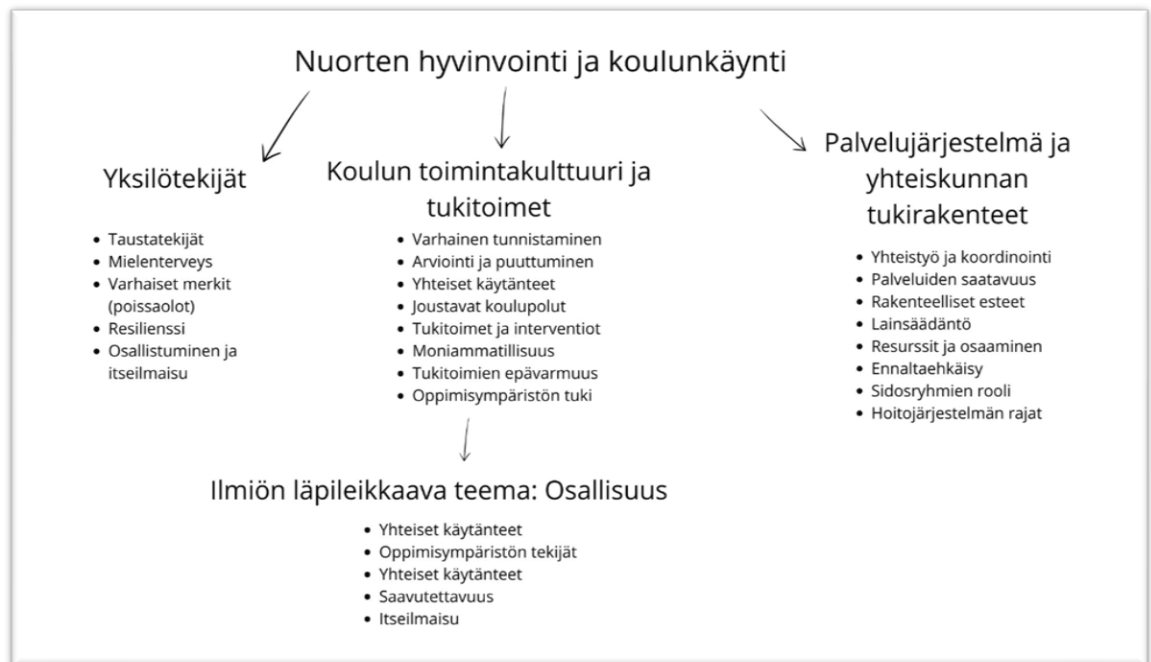 Nuorten hyvinvointi ja koulunkäynti
Yksilötekijät
• Taustatekijät
• Mielenterveys
• Varhaiset merkit
(poissaolot)
• Resilienssi
• Osallistuminen ja
itseilmaisu
Koulun toimintakulttuuri ja
tukitoimet
• Varhainen tunnistaminen
• Arviointi ja puuttuminen
• Yhteiset käytänteet
• Joustavat koulupolut
• Tukitoimet ja interventiot
• Moniammatillisuus
• Tukitoimien epävarmuus
• Oppimisympäristön tuki
Palvelujärjestelmä ja
yhteiskunnan
tukirakenteet
• Yhteistyö ja koordinointi
• Palveluiden saatavuus
• Rakenteelliset esteet
• Lainsäädäntö
• Resurssit ja osaaminen
• Ennaltaehkäisy
• Sidosryhmien rooli
• Hoitojärjestelmän rajat
Ilmiön läpileikkaava teema: Osallisuus
• Yhteiset käytänteet
• Oppimisympäristön tekijät
• Yhteiset käytänteet
• Saavutettavuus
• Itseilmaisu